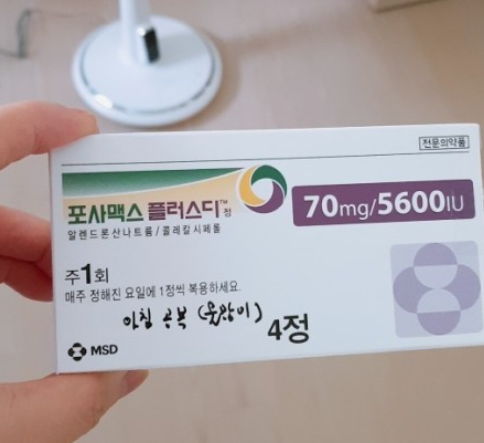 전문의약품
포사맥스 플러스디™정
70mg/5600IU
알렌드론산나트륨/콜레칼시페롤
주1회
매주 정해진 요일에 1정씩 복용하세요.
아침 공복 (물많이)
4정
MSD